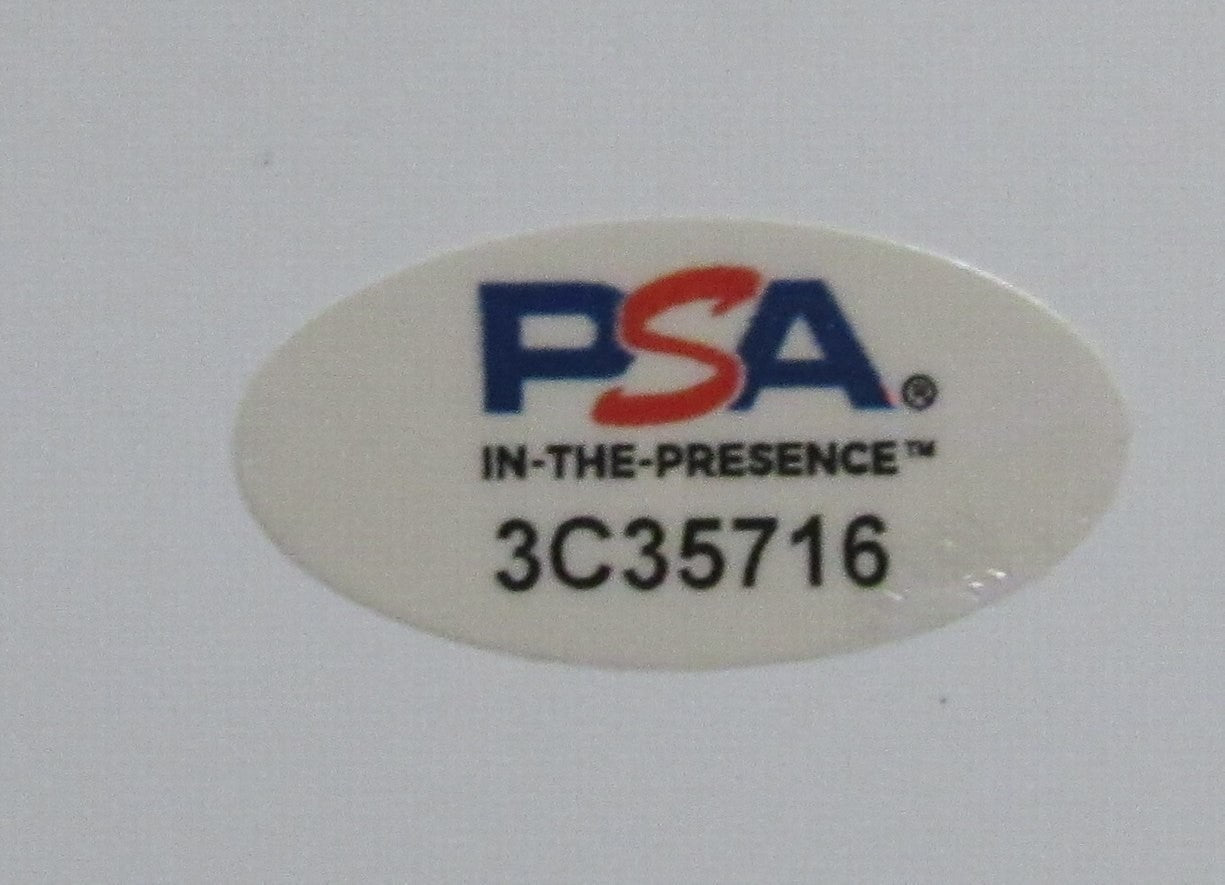 PSA®
IN-THE-PRESENCE™
3C35716